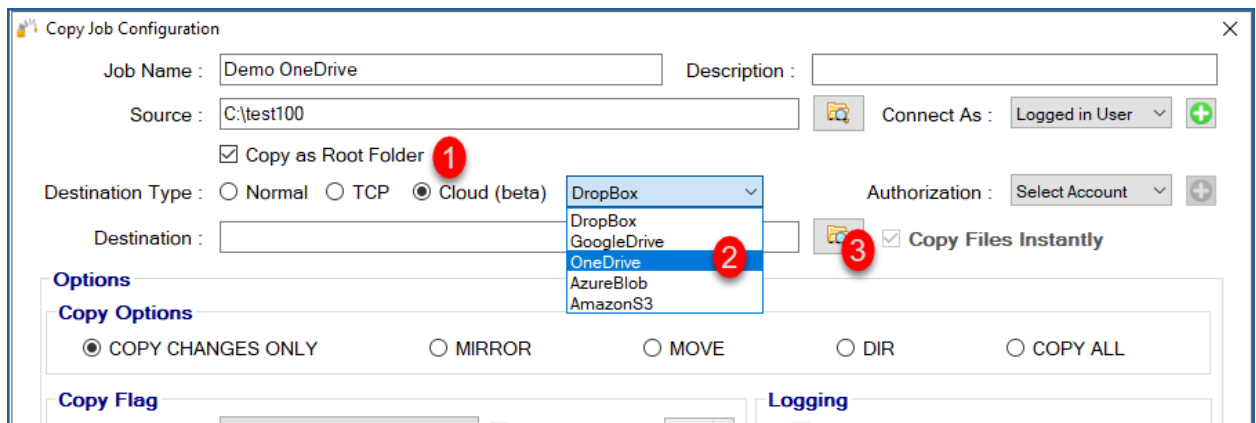 Copy Job Configuration
Job Name : Demo OneDrive Description :
Source : C:\test100 Connect As : Logged in User
Copy as Root Folder 1
Destination Type : Normal TCP Cloud (beta) DropBox Authorization : Select Account
DropBox
Destination : GoogleDrive 3 Copy Files Instantly
OneDrive 2
AzureBlob
AmazonS3
Options
Copy Options
COPY CHANGES ONLY MIRROR MOVE DIR COPY ALL
Copy Flag Logging